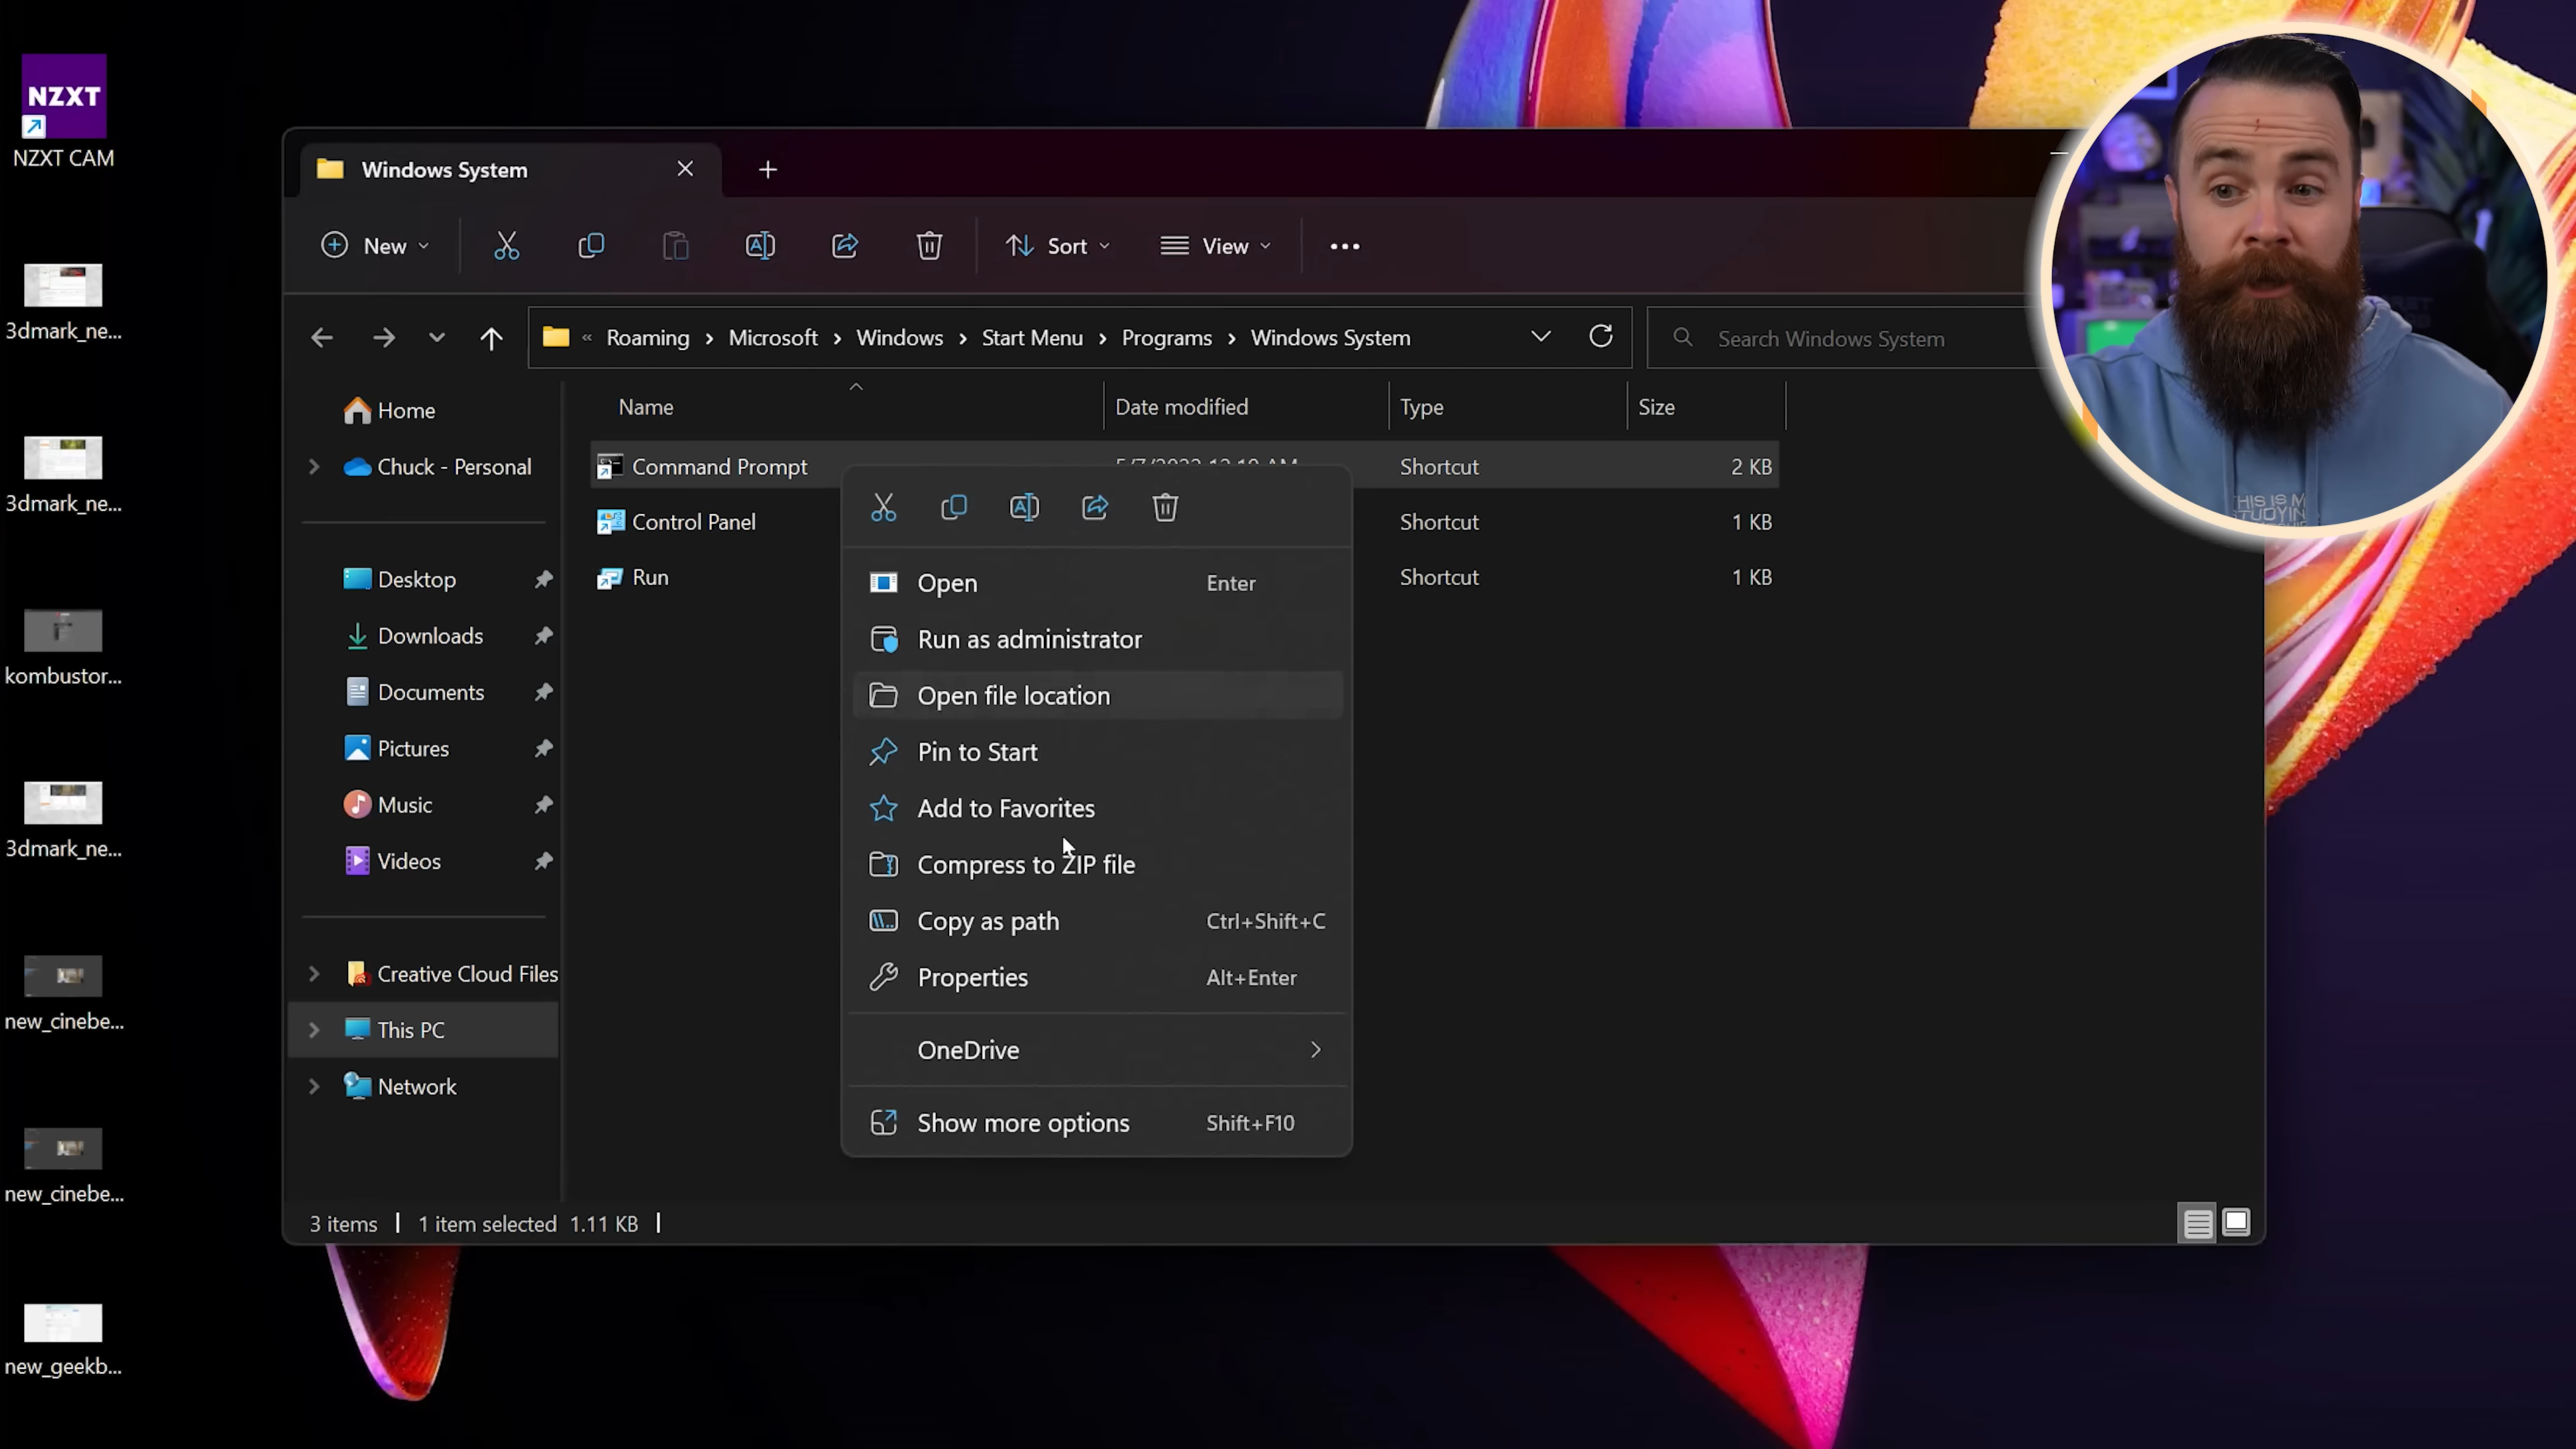 NZXT
NZXT CAM
3dmark_ne...
3dmark_ne...
kombustor...
3dmark_ne...
new_cinebe...
new_cinebe...
new_geekb...
Windows System
New
Sort
View
« Roaming › Microsoft › Windows › Start Menu › Programs › Windows System
Search Windows System
Home
Chuck - Personal
Desktop
Downloads
Documents
Pictures
Music
Videos
Creative Cloud Files
This PC
Network
Name Date modified Type Size
Command Prompt Shortcut 2 KB
Control Panel Shortcut 1 KB
Run Shortcut 1 KB
Open Enter
Run as administrator
Open file location
Pin to Start
Add to Favorites
Compress to ZIP file
Copy as path Ctrl+Shift+C
Properties Alt+Enter
OneDrive
Show more options Shift+F10
3 items 1 item selected 1.11 KB
THIS IS M